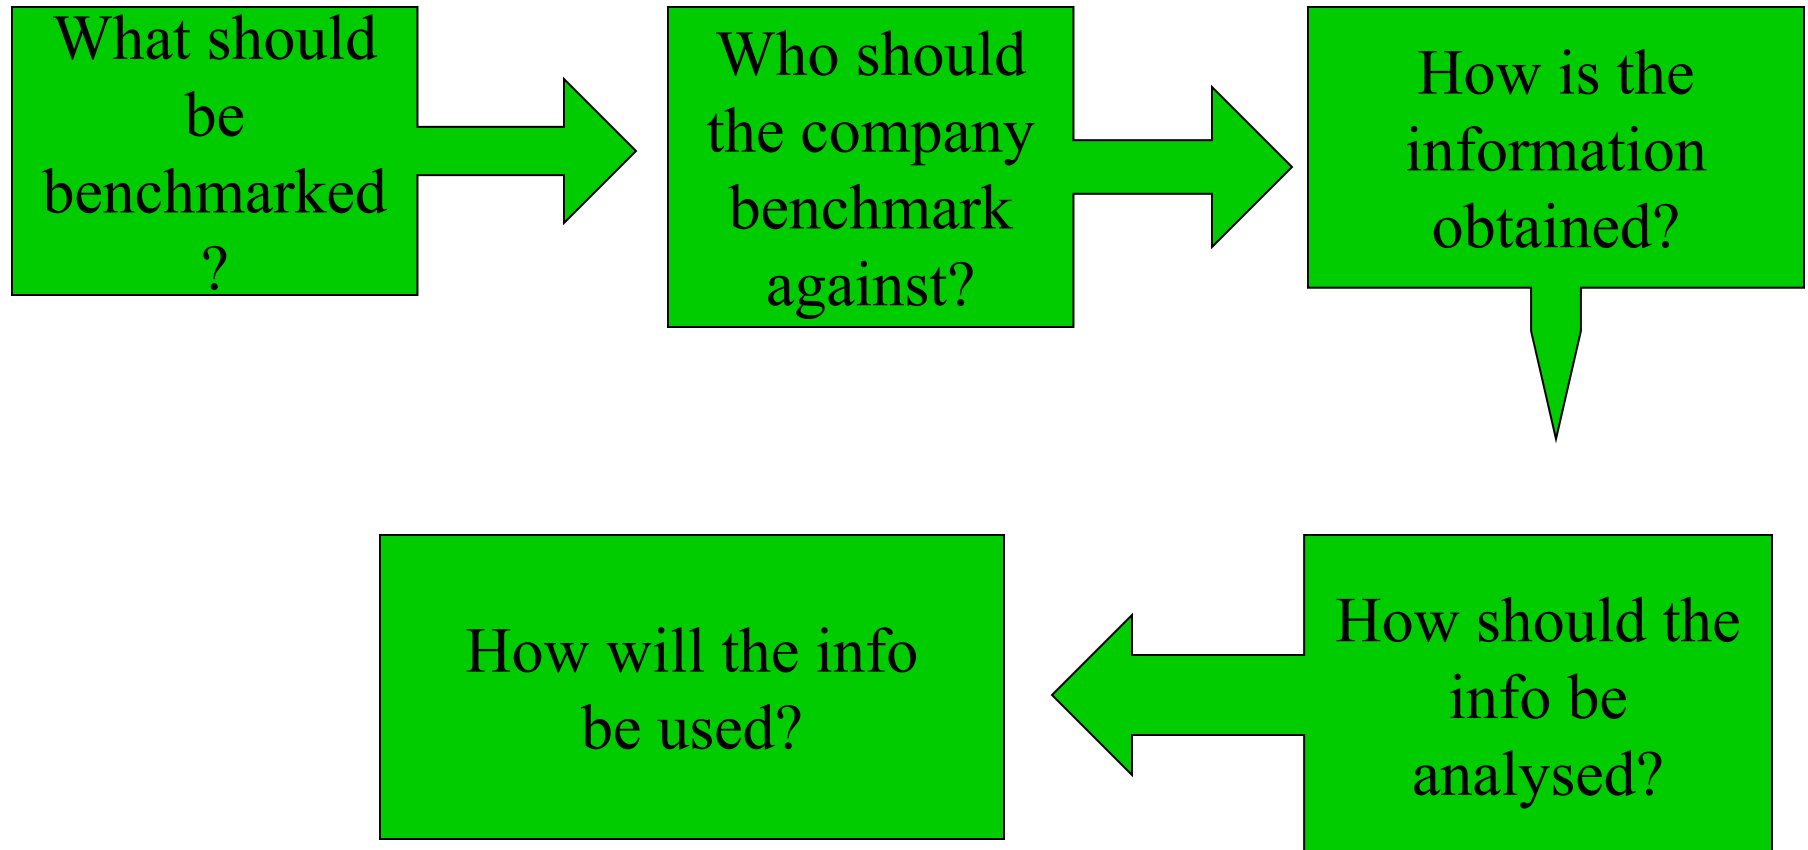 What should
be
benchmarked
?
Who should
the company
benchmark
against?
How is the
information
obtained?
How should the
info be
analysed?
How will the info
be used?